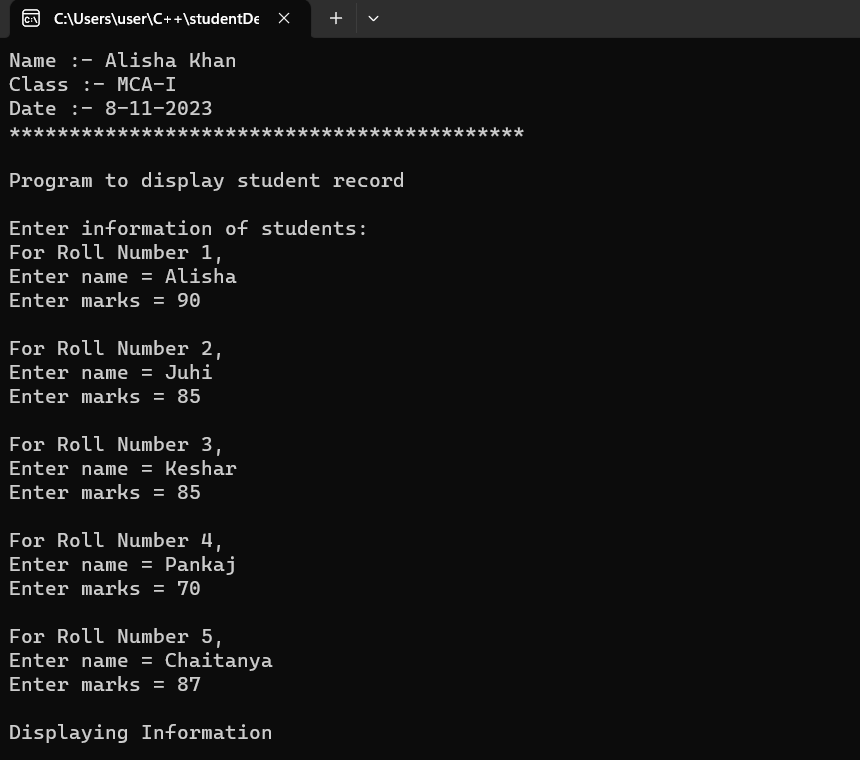 C:\Users\user\C++\studentDe
Name :- Alisha Khan
Class :- MCA-I
Date :- 8-11-2023
*******************************************
Program to display student record
Enter information of students:
For Roll Number 1,
Enter name = Alisha
Enter marks = 90
For Roll Number 2,
Enter name = Juhi
Enter marks = 85
For Roll Number 3,
Enter name = Keshar
Enter marks = 85
For Roll Number 4,
Enter name = Pankaj
Enter marks = 70
For Roll Number 5,
Enter name = Chaitanya
Enter marks = 87
Displaying Information